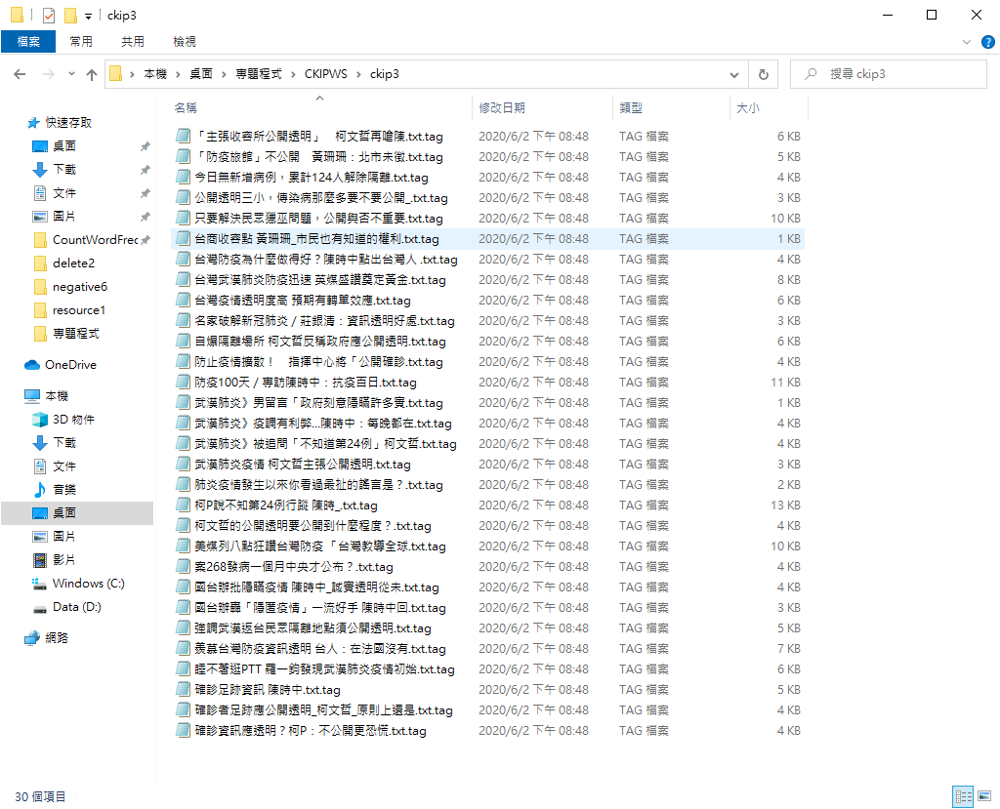 ckip3
檔案 常用 共用 檢視
本機 › 桌面 › 專題程式 › CKIPWS › ckip3 搜尋 ckip3
名稱 修改日期 類型 大小
快速存取
桌面
下載
文件
圖片
CountWordFrec
delete2
negative6
resource1
專題程式
OneDrive
本機
3D 物件
下載
文件
音樂
桌面
圖片
影片
Windows (C:)
Data (D:)
網路
「主張收容所公開透明」 柯文哲再嗆陳.txt.tag 2020/6/2 下午 08:48 TAG 檔案 6 KB
「防疫旅館」不公開 黃珊珊：北市未徵.txt.tag 2020/6/2 下午 08:48 TAG 檔案 5 KB
今日無新增病例，累計124人解除隔離.txt.tag 2020/6/2 下午 08:48 TAG 檔案 4 KB
公開透明三小，傳染病那麼多要不要公開_.txt.tag 2020/6/2 下午 08:48 TAG 檔案 3 KB
只要解決民眾獵巫問題，公開與否不重要.txt.tag 2020/6/2 下午 08:48 TAG 檔案 10 KB
台商收容點 黃珊珊_市民也有知道的權利.txt.tag 2020/6/2 下午 08:48 TAG 檔案 1 KB
台灣防疫為什麼做得好？陳時中點出台灣人 .txt.tag 2020/6/2 下午 08:48 TAG 檔案 4 KB
台灣武漢肺炎防疫迅速 英媒盛讚奠定黃金.txt.tag 2020/6/2 下午 08:48 TAG 檔案 8 KB
台灣疫情透明度高 預期有轉單效應.txt.tag 2020/6/2 下午 08:48 TAG 檔案 6 KB
名家破解新冠肺炎／莊銀清：資訊透明好處.txt.tag 2020/6/2 下午 08:48 TAG 檔案 3 KB
自爆隔離場所 柯文哲反稱政府應公開透明.txt.tag 2020/6/2 下午 08:48 TAG 檔案 6 KB
防止疫情擴散！ 指揮中心將「公開確診.txt.tag 2020/6/2 下午 08:48 TAG 檔案 4 KB
防疫100天／專訪陳時中：抗疫百日.txt.tag 2020/6/2 下午 08:48 TAG 檔案 11 KB
武漢肺炎》男留言「政府刻意隱瞞許多實.txt.tag 2020/6/2 下午 08:48 TAG 檔案 1 KB
武漢肺炎》疫調有利弊...陳時中：每晚都在.txt.tag 2020/6/2 下午 08:48 TAG 檔案 4 KB
武漢肺炎》被追問「不知道第24例」柯文哲.txt.tag 2020/6/2 下午 08:48 TAG 檔案 4 KB
武漢肺炎疫情 柯文哲主張公開透明.txt.tag 2020/6/2 下午 08:48 TAG 檔案 3 KB
肺炎疫情發生以來你看過最扯的謠言是？.txt.tag 2020/6/2 下午 08:48 TAG 檔案 2 KB
柯P說不知第24例行蹤 陳時_.txt.tag 2020/6/2 下午 08:48 TAG 檔案 13 KB
柯文哲的公開透明要公開到什麼程度？.txt.tag 2020/6/2 下午 08:48 TAG 檔案 4 KB
美媒列八點狂讚台灣防疫 「台灣教導全球.txt.tag 2020/6/2 下午 08:48 TAG 檔案 10 KB
案268發病一個月中央才公布？.txt.tag 2020/6/2 下午 08:48 TAG 檔案 4 KB
國台辦批隱瞞疫情 陳時中_誠實透明從未.txt.tag 2020/6/2 下午 08:48 TAG 檔案 4 KB
國台辦轟「隱匿疫情」一流好手 陳時中回.txt.tag 2020/6/2 下午 08:48 TAG 檔案 3 KB
強調武漢返台民眾隔離地點須公開透明.txt.tag 2020/6/2 下午 08:48 TAG 檔案 5 KB
羨慕台灣防疫資訊透明 台人：在法國沒有.txt.tag 2020/6/2 下午 08:48 TAG 檔案 7 KB
睡不著逛PTT 羅一鈞發現武漢肺炎疫情初始.txt.tag 2020/6/2 下午 08:48 TAG 檔案 6 KB
確診足跡資訊 陳時中.txt.tag 2020/6/2 下午 08:48 TAG 檔案 5 KB
確診者足跡應公開透明_柯文哲_原則上還是.txt.tag 2020/6/2 下午 08:48 TAG 檔案 4 KB
確診資訊應透明？柯P：不公開更恐慌.txt.tag 2020/6/2 下午 08:48 TAG 檔案 4 KB
30 個項目